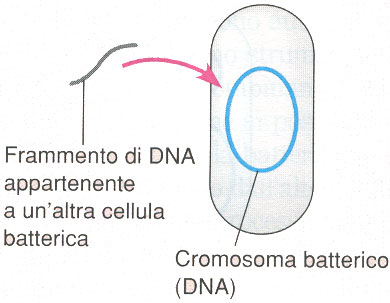 Frammento di DNA
appartenente
a un'altra cellula
batterica
Cromosoma batterico
(DNA)